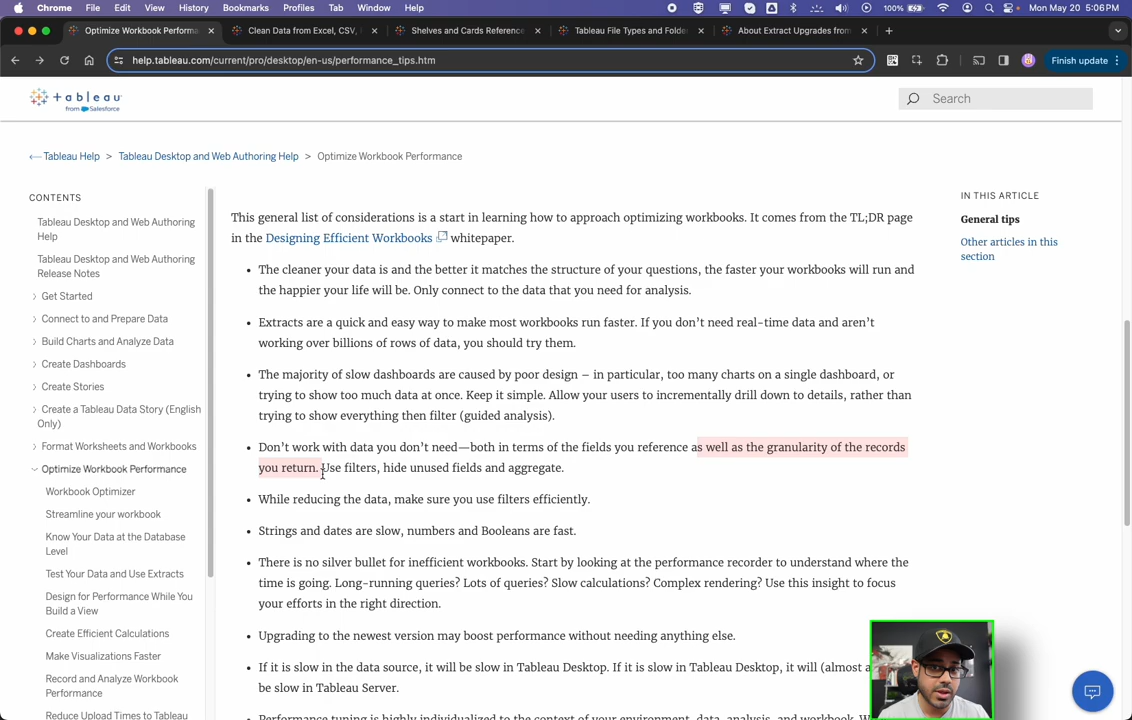 Chrome File Edit View History Bookmarks Profiles Tab Window Help 100% Mon May 20 5:06 PM
Optimize Workbook Performa Clean Data from Excel, CSV, Shelves and Cards Reference Tableau File Types and Folde About Extract Upgrades from
help.tableau.com/current/pro/desktop/en-us/performance_tips.htm Finish update
tableau
from Salesforce
Search
Tableau Help > Tableau Desktop and Web Authoring Help > Optimize Workbook Performance
CONTENTS
Tableau Desktop and Web Authoring
Help
Tableau Desktop and Web Authoring
Release Notes
Get Started
Connect to and Prepare Data
Build Charts and Analyze Data
Create Dashboards
Create Stories
Create a Tableau Data Story (English
Only)
Format Worksheets and Workbooks
Optimize Workbook Performance
Workbook Optimizer
Streamline your workbook
Know Your Data at the Database
Level
Test Your Data and Use Extracts
Design for Performance While You
Build a View
Create Efficient Calculations
Make Visualizations Faster
Record and Analyze Workbook
Performance
Reduce Upload Times to Tableau
This general list of considerations is a start in learning how to approach optimizing workbooks. It comes from the TL;DR page
in the Designing Efficient Workbooks whitepaper.
• The cleaner your data is and the better it matches the structure of your questions, the faster your workbooks will run and
the happier your life will be. Only connect to the data that you need for analysis.
• Extracts are a quick and easy way to make most workbooks run faster. If you don't need real-time data and aren't
working over billions of rows of data, you should try them.
• The majority of slow dashboards are caused by poor design – in particular, too many charts on a single dashboard, or
trying to show too much data at once. Keep it simple. Allow your users to incrementally drill down to details, rather than
trying to show everything then filter (guided analysis).
• Don't work with data you don't need—both in terms of the fields you reference as well as the granularity of the records
you return. Use filters, hide unused fields and aggregate.
• While reducing the data, make sure you use filters efficiently.
• Strings and dates are slow, numbers and Booleans are fast.
• There is no silver bullet for inefficient workbooks. Start by looking at the performance recorder to understand where the
time is going. Long-running queries? Lots of queries? Slow calculations? Complex rendering? Use this insight to focus
your efforts in the right direction.
• Upgrading to the newest version may boost performance without needing anything else.
• If it is slow in the data source, it will be slow in Tableau Desktop. If it is slow in Tableau Desktop, it will (almost a
be slow in Tableau Server.
• Performance tuning is highly individualized to the context of your environment, data, analysis, and workbook.
IN THIS ARTICLE
General tips
Other articles in this
section